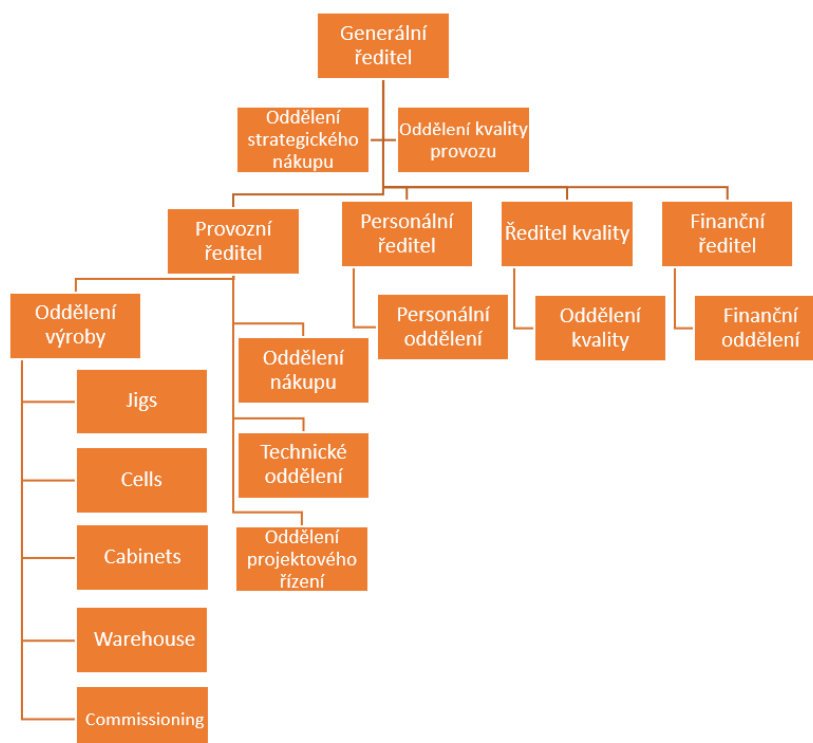 Generální
ředitel
Oddělení
strategického
nákupu
Oddělení kvality
provozu
Provozní
ředitel
Personální
ředitel
Ředitel kvality
Finanční
ředitel
Oddělení
výroby
Personální
oddělení
Oddělení
kvality
Finanční
oddělení
Oddělení
nákupu
Jigs
Technické
oddělení
Cells
Oddělení
projektového
řízení
Cabinets
Warehouse
Commissioning